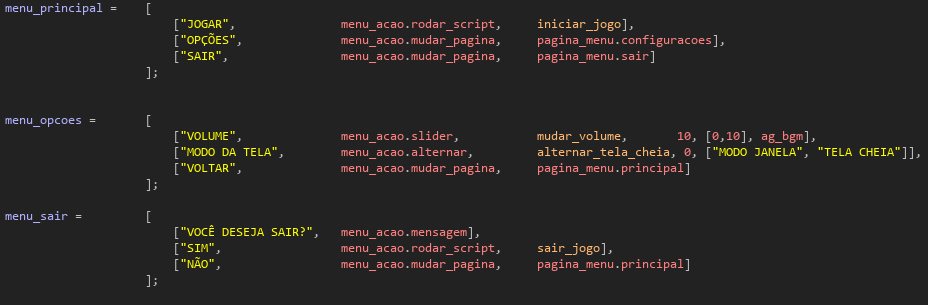 menu_principal = [
["JOGAR", menu_acao.rodar_script, iniciar_jogo],
["OPÇÕES", menu_acao.mudar_pagina, pagina_menu.configuracoes],
["SAIR", menu_acao.mudar_pagina, pagina_menu.sair]
];
menu_opcoes = [
["VOLUME", menu_acao.slider, mudar_volume, 10, [0,10], ag_bgm],
["MODO DA TELA", menu_acao.alternar, alternar_tela_cheia, 0, ["MODO JANELA", "TELA CHEIA"]],
["VOLTAR", menu_acao.mudar_pagina, pagina_menu.principal]
];
menu_sair = [
["VOCÊ DESEJA SAIR?", menu_acao.mensagem],
["SIM", menu_acao.rodar_script, sair_jogo],
["NÃO", menu_acao.mudar_pagina, pagina_menu.principal]
];